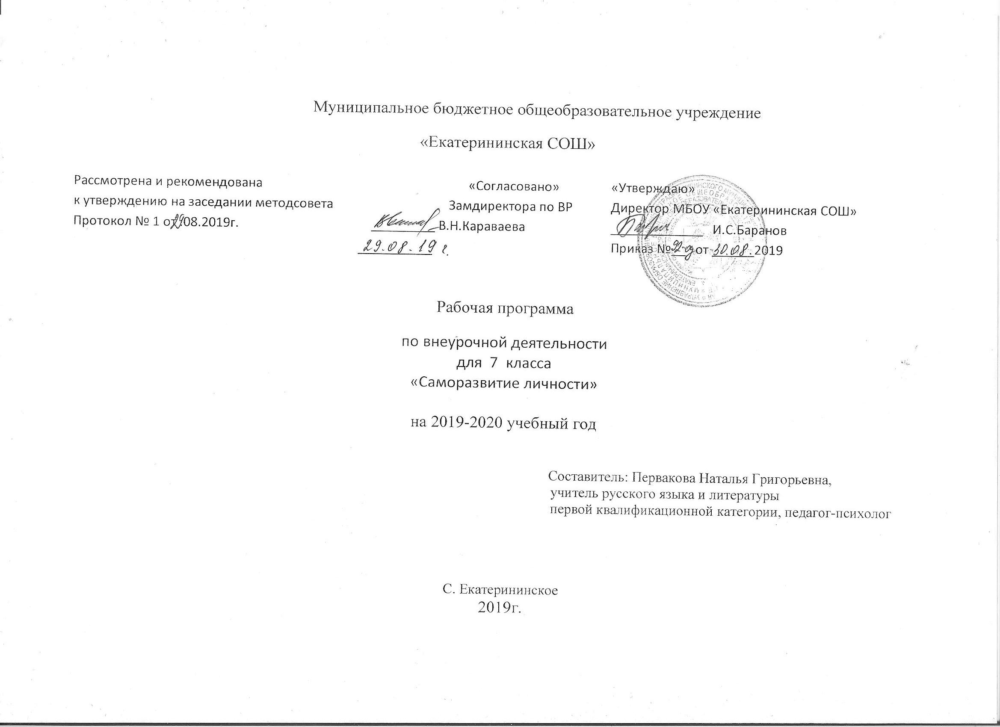 Муниципальное бюджетное общеобразовательное учреждение
«Екатерининская СОШ»
Рассмотрена и рекомендована
к утверждению на заседании методсовета
Протокол № 1 от 29.08.2019г.
«Согласовано»
Замдиректора по ВР
В.Н.Караваева
29.08.19 г.
«Утверждаю»
Директор МБОУ «Екатерининская СОШ»
И.С.Баранов
Приказ № 92-од от 30.08.2019
Рабочая программа
по внеурочной деятельности
для 7 класса
«Саморазвитие личности»
на 2019-2020 учебный год
Составитель: Первакова Наталья Григорьевна,
учитель русского языка и литературы
первой квалификационной категории, педагог-психолог
С. Екатерининское
2019г.